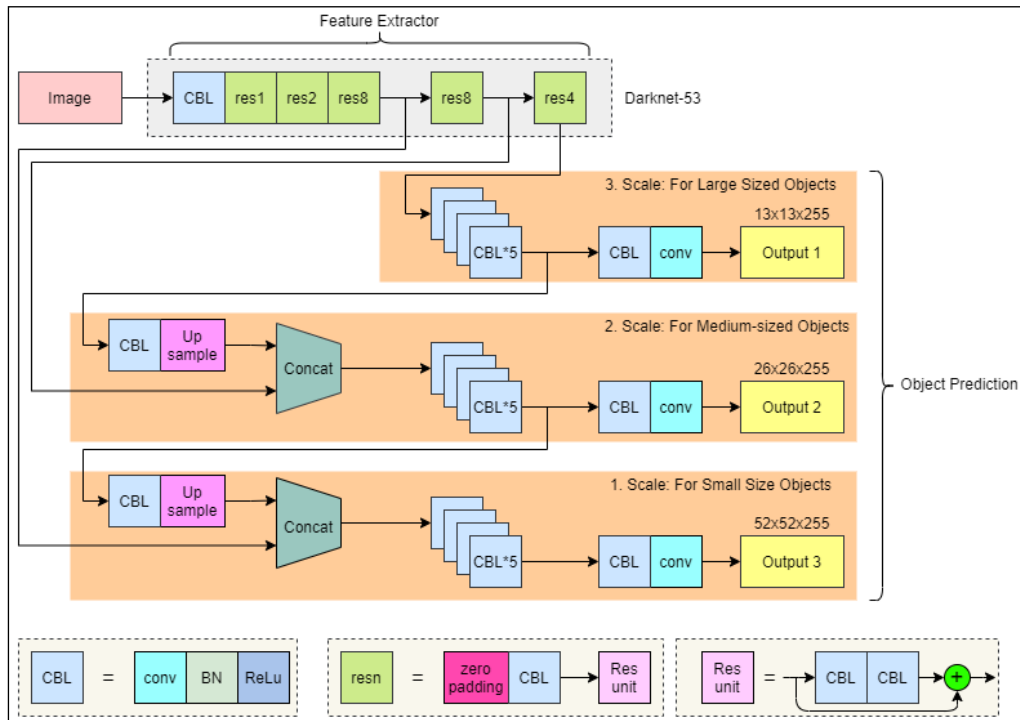 Feature Extractor
Image
CBL
res1
res2
res8
res8
res4
Darknet-53
3. Scale: For Large Sized Objects
13x13x255
CBL*5
CBL
conv
Output 1
2. Scale: For Medium-sized Objects
CBL
Up
sample
Concat
26x26x255
CBL*5
CBL
conv
Output 2
Object Prediction
1. Scale: For Small Size Objects
CBL
Up
sample
Concat
52x52x255
CBL*5
CBL
conv
Output 3
CBL
=
conv
BN
ReLu
resn
=
zero
padding
CBL
Res
unit
Res
unit
=
CBL
CBL
+